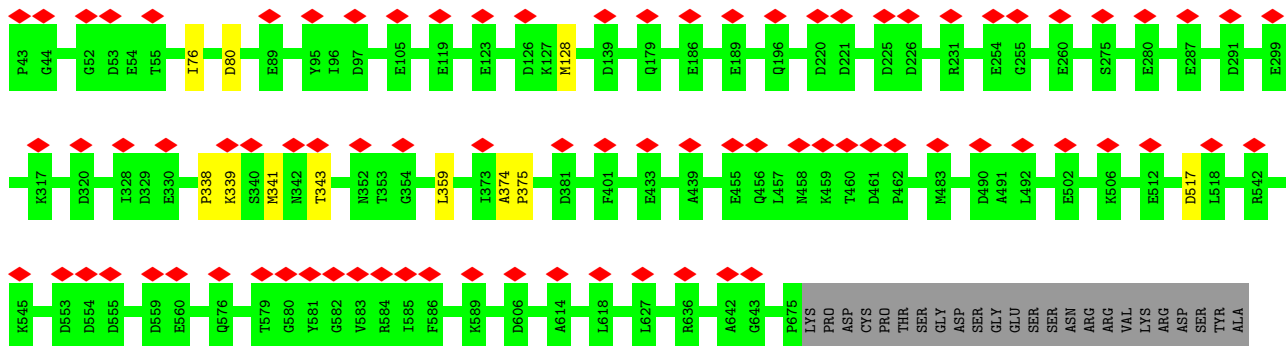 P43 G44 G52 D53 E54 T55 I76 D80 E89 Y95 I96 D97 E105 E119 E123 D126 K127 M128 D139 Q179 E186 E189 Q196 D220 D221 D225 D226 R231 E254 G255 E260 S275 E280 E287 D291 E299
K317 D320 I328 D329 E330 P338 K339 S340 M341 N342 T343 N352 T353 G354 L359 I373 A374 P375 D381 F401 E433 A439 E455 Q456 L457 N458 K459 T460 D461 P462 M483 D490 A491 L492 E502 K506 E512 D517 L518 R542
K545 D553 D554 D555 D559 E560 Q576 T579 G580 Y581 G582 V583 R584 I585 F586 K589 D606 A614 L618 L627 R636 A642 G643 P675 LYS PRO ASP CYS PRO THR SER GLY ASP SER GLY GLU SER SER ASN ARG ARG VAL LYS ARG ASP SER TYR ALA